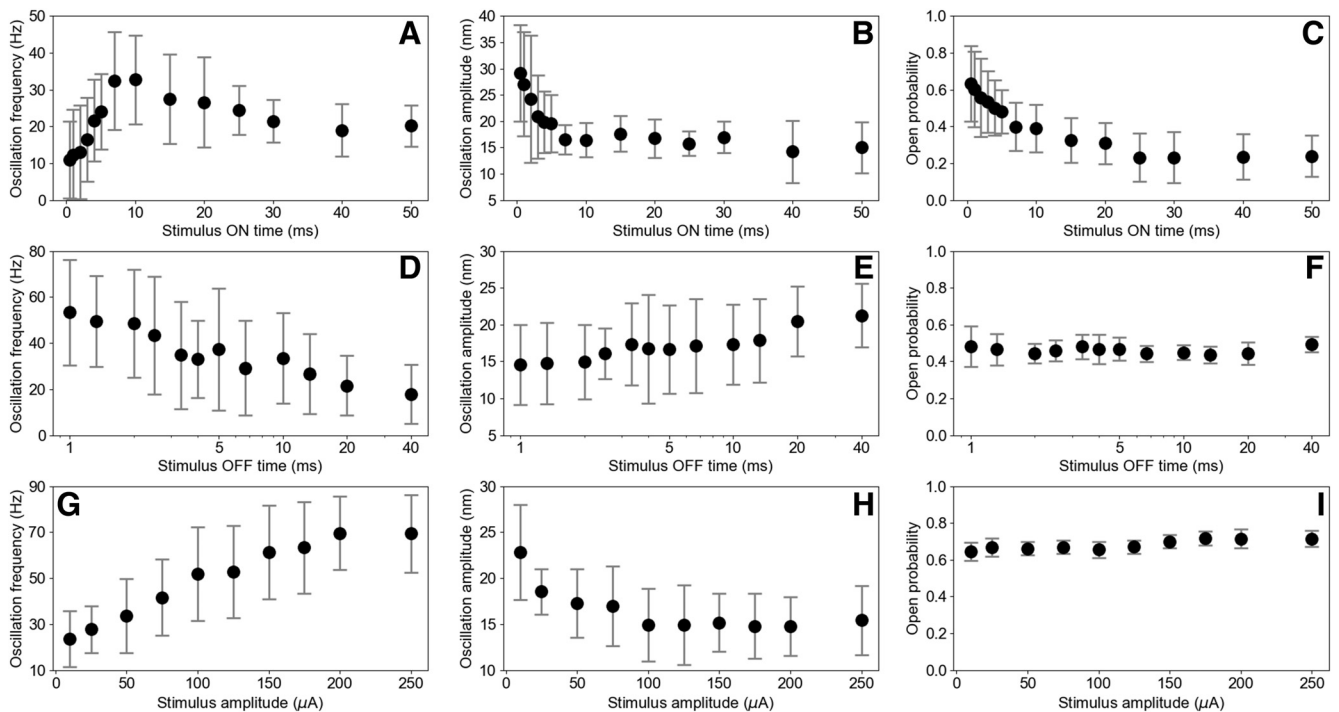 A
Oscillation frequency (Hz)
50
40
30
20
10
0
0 10 20 30 40 50
Stimulus ON time (ms)
B
Oscillation amplitude (nm)
40
35
30
25
20
15
10
5
0 10 20 30 40 50
Stimulus ON time (ms)
C
Open probability
1.0
0.8
0.6
0.4
0.2
0.0
0 10 20 30 40 50
Stimulus ON time (ms)
D
Oscillation frequency (Hz)
80
60
40
20
0
1 5 10 20 40
Stimulus OFF time (ms)
E
Oscillation amplitude (nm)
30
25
20
15
10
5
1 5 10 20 40
Stimulus OFF time (ms)
F
Open probability
1.0
0.8
0.6
0.4
0.2
0.0
1 5 10 20 40
Stimulus OFF time (ms)
G
Oscillation frequency (Hz)
90
70
50
30
10
0 50 100 150 200 250
Stimulus amplitude (μA)
H
Oscillation amplitude (nm)
30
25
20
15
10
0 50 100 150 200 250
Stimulus amplitude (μA)
I
Open probability
1.0
0.8
0.6
0.4
0.2
0.0
0 50 100 150 200 250
Stimulus amplitude (μA)